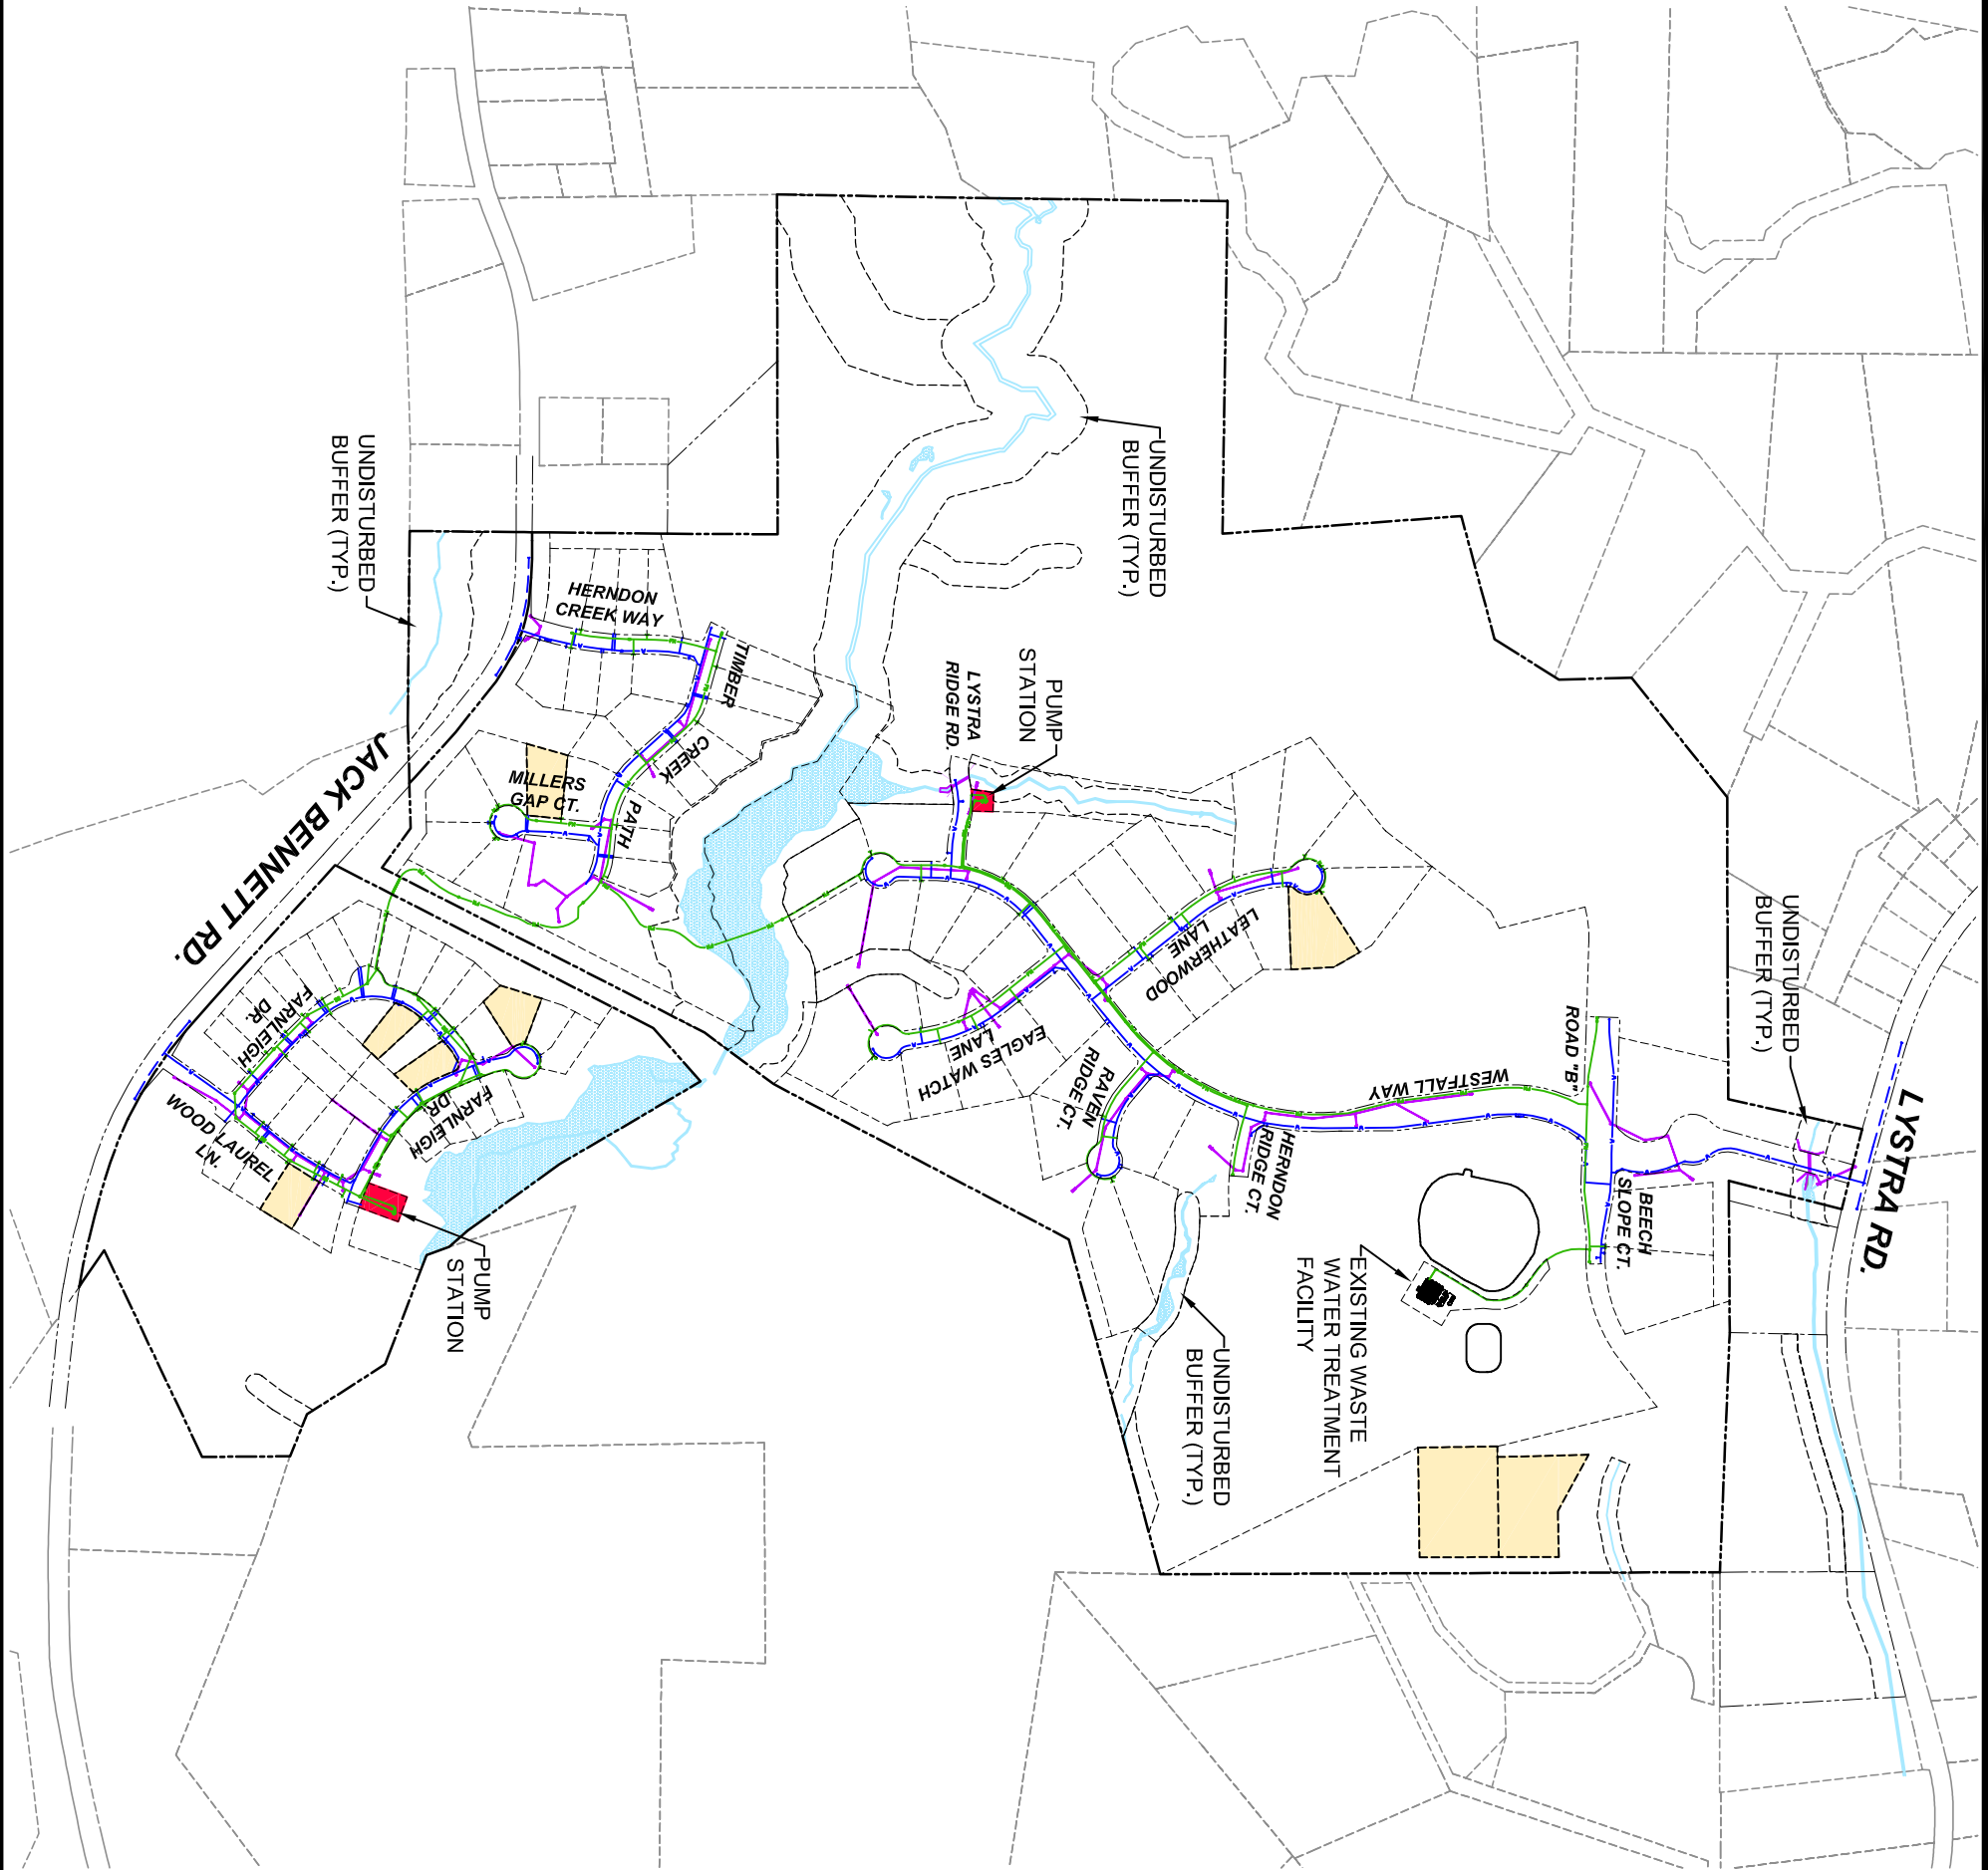 UNDISTURBED
BUFFER (TYP.)
UNDISTURBED
BUFFER (TYP.)
HERNDON
CREEK WAY
TIMBER
CREEK
PATH
MILLERS
GAP CT.
LYSTRA
RIDGE RD.
PUMP
STATION
JACK BENNETT RD.
LEATHERWOOD
LANE
EAGLES WATCH
LANE
RAVEN
RIDGE CT.
HERNDON
RIDGE CT.
WESTFALL WAY
ROAD "B"
BEECH
SLOPE CT.
UNDISTURBED
BUFFER (TYP.)
LYSTRA RD.
FARNLEIGH
DR.
FARNLEIGH
DR
WOOD LAUREL
LN.
PUMP
STATION
EXISTING WASTE
WATER TREATMENT
FACILITY
UNDISTURBED
BUFFER (TYP.)